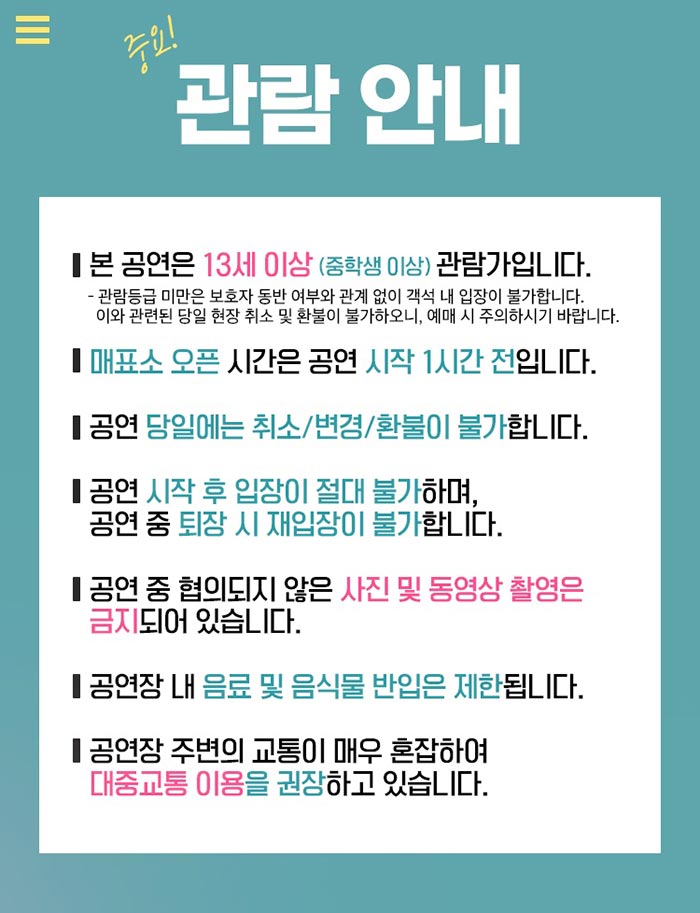 중요!
관람 안내
본 공연은 13세 이상 (중학생 이상) 관람가입니다.
- 관람등급 미만은 보호자 동반 여부와 관계 없이 객석 내 입장이 불가합니다.
이와 관련된 당일 현장 취소 및 환불이 불가하오니, 예매 시 주의하시기 바랍니다.
매표소 오픈 시간은 공연 시작 1시간 전입니다.
공연 당일에는 취소/변경/환불이 불가합니다.
공연 시작 후 입장이 절대 불가하며,
공연 중 퇴장 시 재입장이 불가합니다.
공연 중 협의되지 않은 사진 및 동영상 촬영은
금지되어 있습니다.
공연장 내 음료 및 음식물 반입은 제한됩니다.
공연장 주변의 교통이 매우 혼잡하여
대중교통 이용을 권장하고 있습니다.